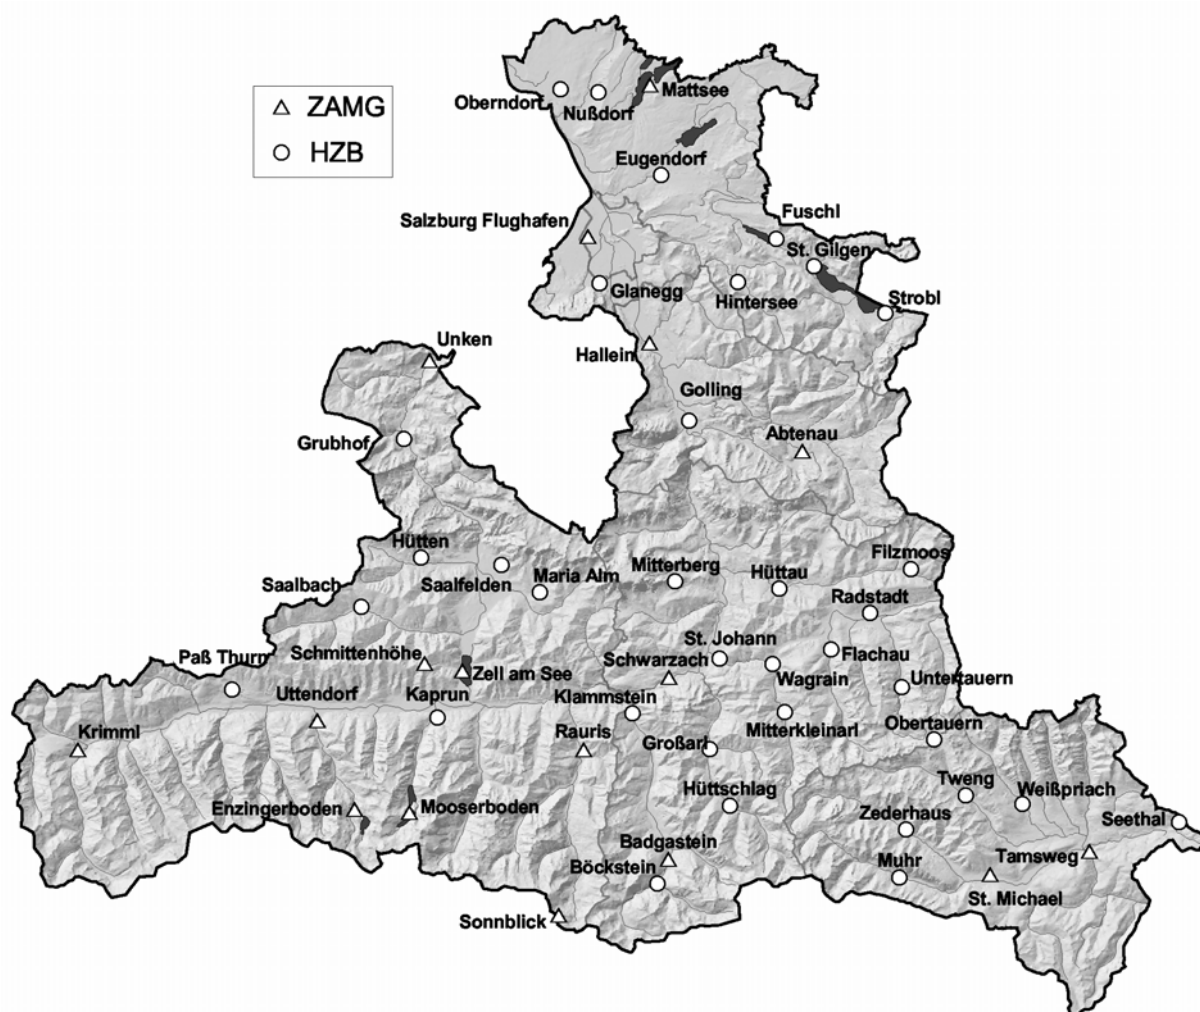 ZAMG
HZB
Oberndorf
Nußdorf
Mattsee
Eugendorf
Salzburg Flughafen
Fuschl
St. Gilgen
Glanegg
Hintersee
Strobl
Unken
Hallein
Golling
Grubhof
Abtenau
Hütten
Saalfelden
Maria Alm
Mitterberg
Hüttau
Filzmoos
Saalbach
Radstadt
St. Johann
Paß Thurn
Schmittenhöhe
Zell am See
Schwarzach
Wagrain
Flachau
Untertauern
Uttendorf
Kaprun
Klammstein
Krimml
Rauris
Großarl
Mitterkleinarl
Obertauern
Enzingerboden
Mooserboden
Hüttschlag
Tweng
Weißpriach
Zederhaus
Seethal
Badgastein
Böckstein
Muhr
Tamsweg
St. Michael
Sonnblick